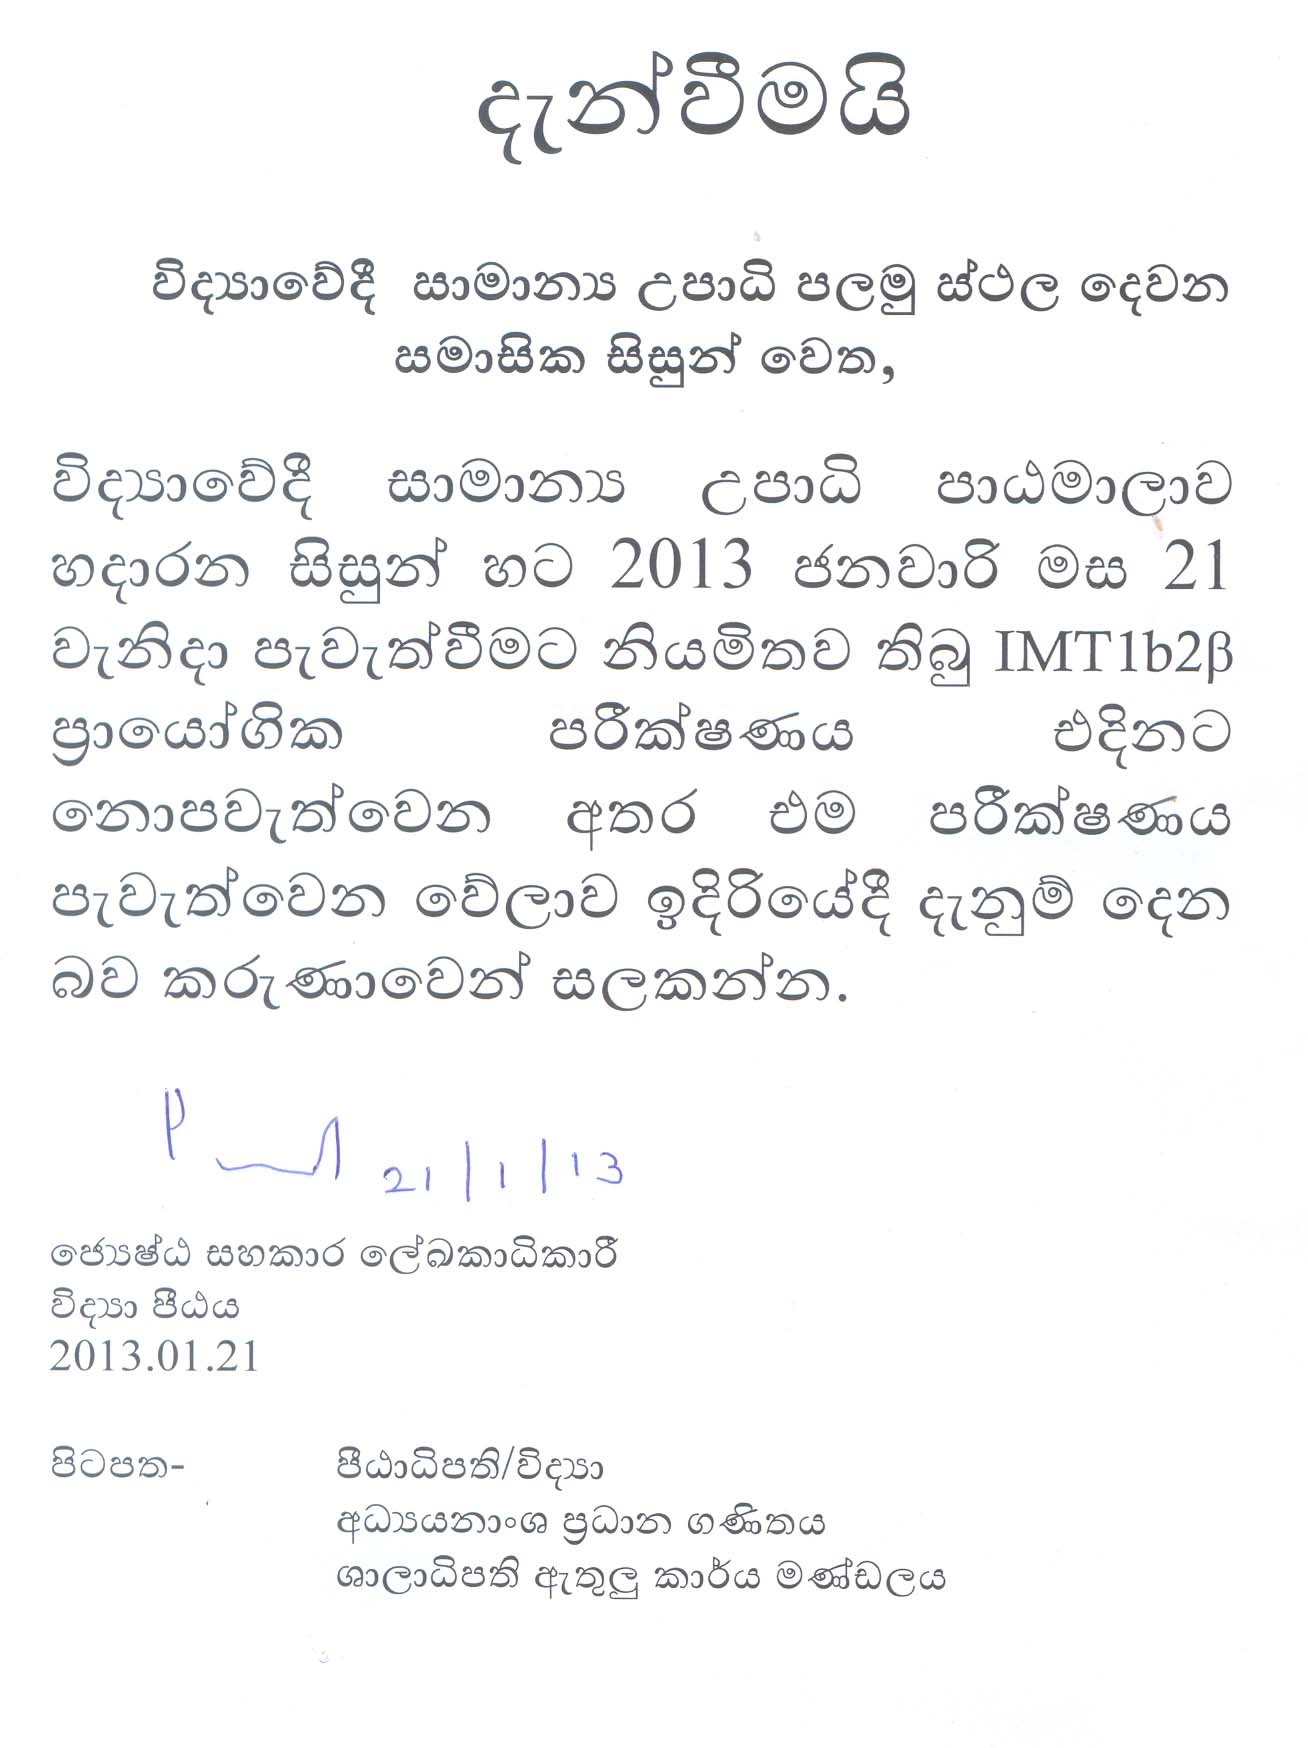 දැන්වීමයි
විද්‍යාවේදී සාමාන්‍ය උපාධි පලමු ස්ථල දෙවන
සමාසික සිසුන් වෙත,
විද්‍යාවේදී සාමාන්‍ය උපාධි පාඨමාලාව
හදාරන සිසුන් හට 2013 ජනවාරි මස 21
වැනිදා පැවැත්වීමට නියමිතව තිබු IMT1b2β
ප්‍රායෝගික පරීක්ෂණය එදිනට
නොපවැත්වෙන අතර එම පරීක්ෂණය
පැවැත්වෙන වේලාව ඉදිරියේදී දැනුම් දෙන
බව කරුණාවෙන් සලකන්න.
21/1/13
ජ්‍යෙෂ්ඨ සහකාර ලේඛකාධිකාරී
විද්‍යා පීඨය
2013.01.21
පිටපත- පීඨාධිපති/විද්‍යා
අධ්‍යයනාංශ ප්‍රධාන ගණිතය
ශාලාධිපති ඇතුලු කාර්ය මණ්ඩලය